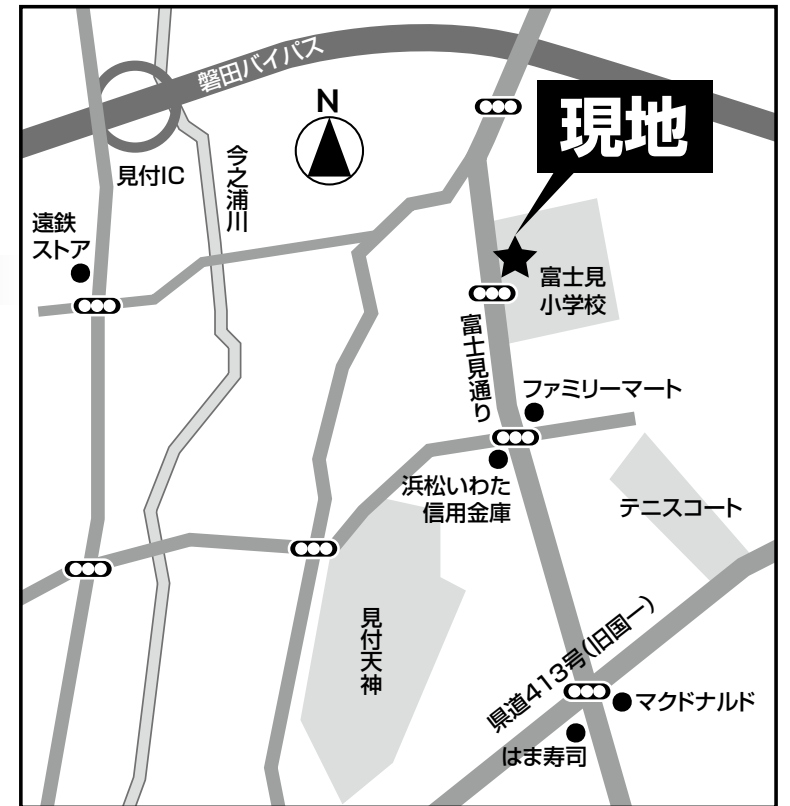 磐田バイパス
N
現地
見付IC
今之浦川
遠鉄
ストア
富士見
小学校
富士見通り
ファミリーマート
浜松いわた
信用金庫
テニスコート
見付天神
県道413号(旧国一)
マクドナルド
はま寿司